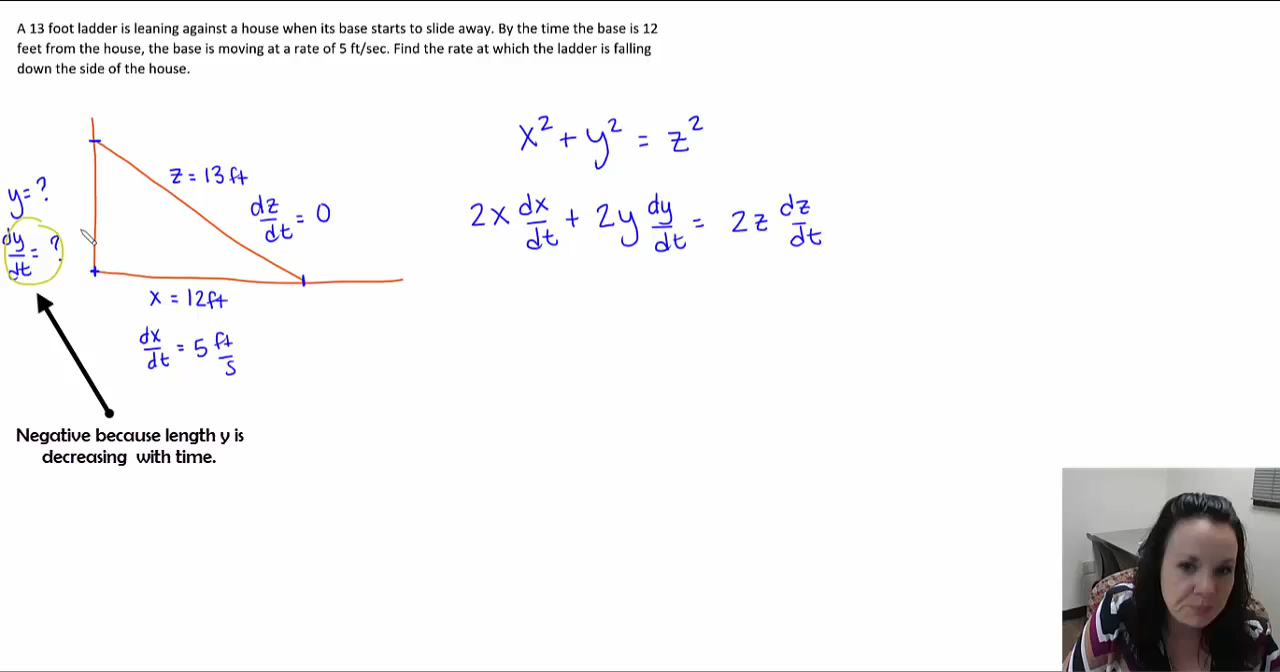 A 13 foot ladder is leaning against a house when its base starts to slide away. By the time the base is 12
feet from the house, the base is moving at a rate of 5 ft/sec. Find the rate at which the ladder is falling
down the side of the house.
x² + y² = z²
z = 13 ft
y = ?
dz/dt = 0
2x dx/dt + 2y dy/dt = 2z dz/dt
dy/dt = ?
x = 12 ft
dx/dt = 5 ft/s
Negative because length y is
decreasing with time.